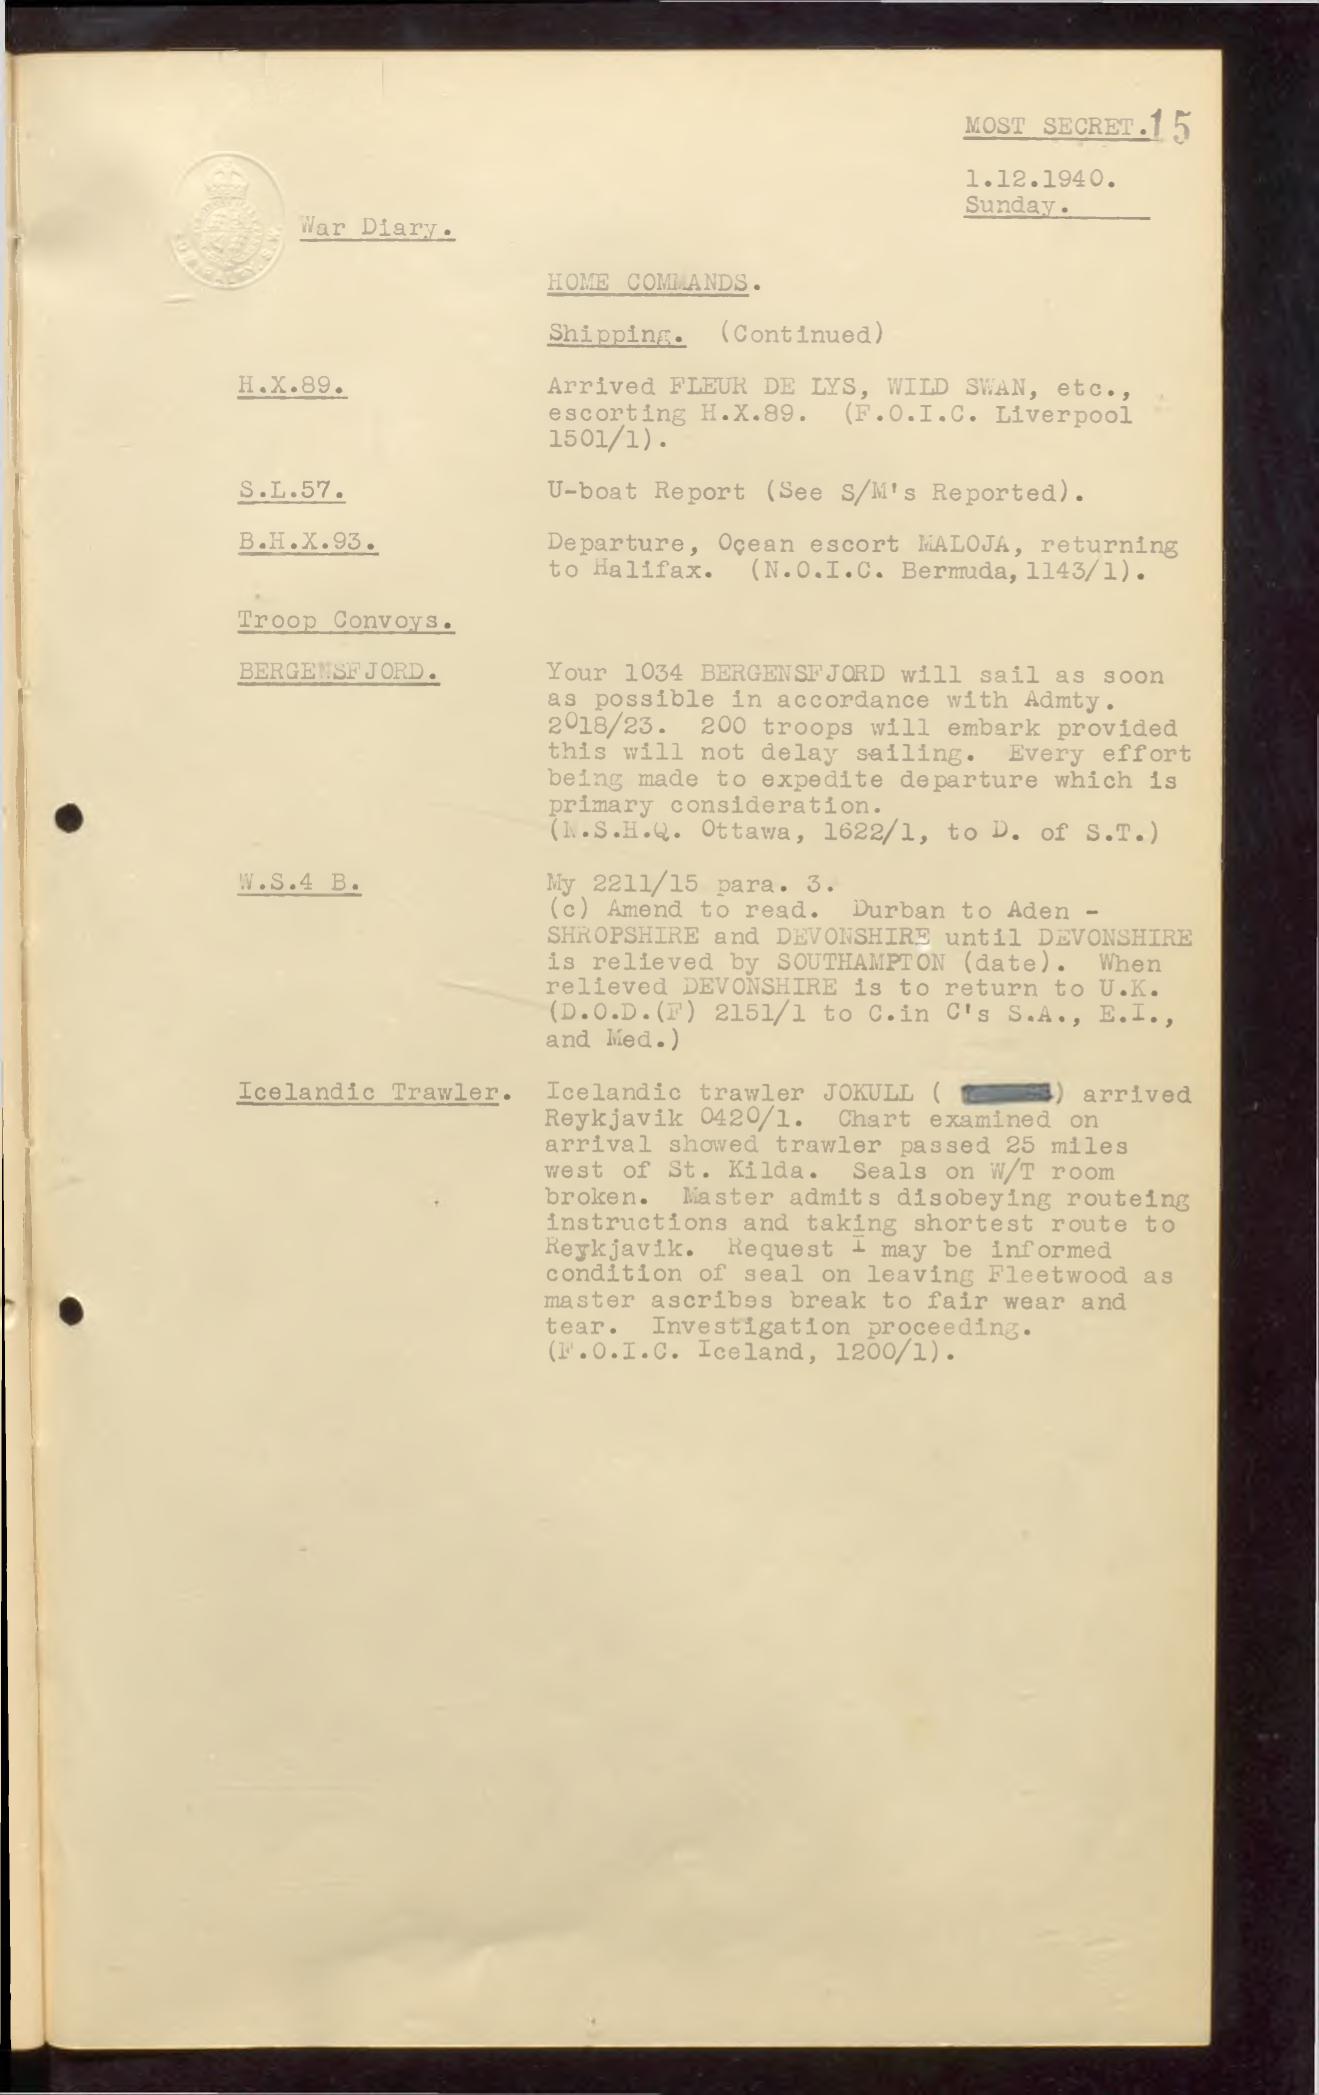 MOST SECRET. 15
1.12.1940.
Sunday.
War Diary.
HOME COMMANDS.
Shipping. (Continued)
H.X.89. Arrived FLEUR DE LYS, WILD SWAN, etc.,
escorting H.X.89. (F.O.I.C. Liverpool
1501/1).
S.L.57. U-boat Report (See S/M's Reported).
B.H.X.93. Departure, Ocean escort MALOJA, returning
to Halifax. (N.O.I.C. Bermuda, 1143/1).
Troop Convoys.
BERGENSFJORD. Your 1034 BERGENSFJORD will sail as soon
as possible in accordance with Admty.
2018/23. 200 troops will embark provided
this will not delay sailing. Every effort
being made to expedite departure which is
primary consideration.
(N.S.H.Q. Ottawa, 1622/1, to D. of S.T.)
W.S.4 B. My 2211/15 para. 3.
(c) Amend to read. Durban to Aden -
SHROPSHIRE and DEVONSHIRE until DEVONSHIRE
is relieved by SOUTHAMPTON (date). When
relieved DEVONSHIRE is to return to U.K.
(D.O.D.(F) 2151/1 to C.in C's S.A., E.I.,
and Med.)
Icelandic Trawler. Icelandic trawler JOKULL ( ) arrived
Reykjavik 0420/1. Chart examined on
arrival showed trawler passed 25 miles
west of St. Kilda. Seals on W/T room
broken. Master admits disobeying routeing
instructions and taking shortest route to
Reykjavik. Request I may be informed
condition of seal on leaving Fleetwood as
master ascribes break to fair wear and
tear. Investigation proceeding.
(F.O.I.C. Iceland, 1200/1).